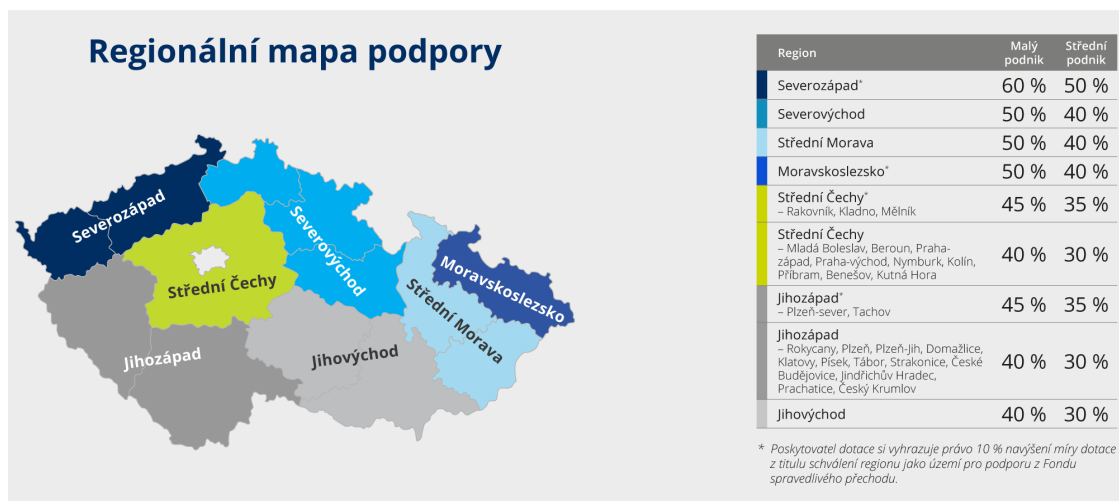 Regionální mapa podpory
Severozápad
Severovýchod
Střední Čechy
Moravskoslezsko
Střední Morava
Jihozápad
Jihovýchod
Region
Malý
podnik
Střední
podnik
Severozápad* 60 % 50 %
Severovýchod 50 % 40 %
Střední Morava 50 % 40 %
Moravskoslezsko* 50 % 40 %
Střední Čechy*
– Rakovník, Kladno, Mělník
45 % 35 %
Střední Čechy
– Mladá Boleslav, Beroun, Praha-
západ, Praha-východ, Nymburk, Kolín,
Příbram, Benešov, Kutná Hora
40 % 30 %
Jihozápad*
– Plzeň-sever, Tachov
45 % 35 %
Jihozápad
– Rokycany, Plzeň, Plzeň-Jih, Domažlice,
Klatovy, Písek, Tábor, Strakonice, České
Budějovice, Jindřichův Hradec,
Prachatice, Český Krumlov
40 % 30 %
Jihovýchod 40 % 30 %
* Poskytovatel dotace si vyhrazuje právo 10 % navýšení míry dotace
z titulu schválení regionu jako území pro podporu z Fondu
spravedlivého přechodu.